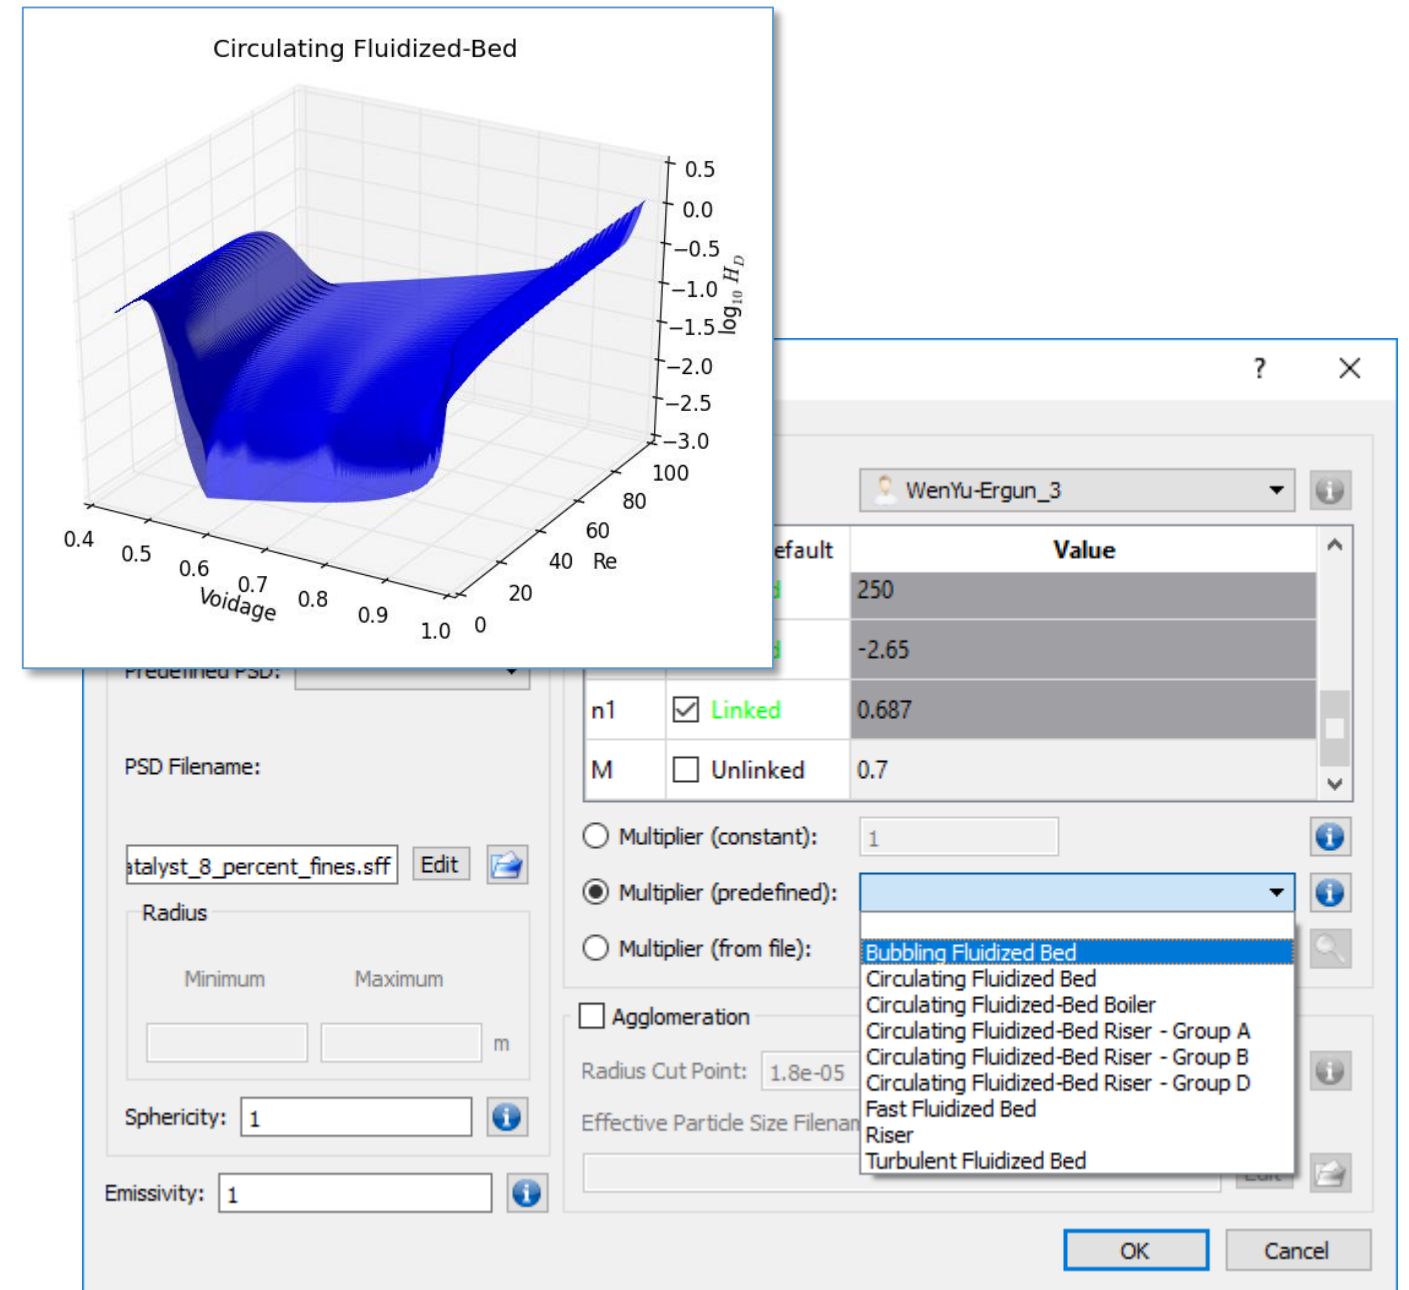 Circulating Fluidized-Bed
0.5
0.0
−0.5
−1.0
−1.5
−2.0
−2.5
−3.0
log₁₀ H_D
100
80
60
40
20
0
Re
0.4
0.5
0.6
0.7
0.8
0.9
1.0
Voidage
?
WenYu-Ergun_3
efault Value
250
-2.65
n1 Linked 0.687
M Unlinked 0.7
Predefined PSD:
PSD Filename:
atalyst_8_percent_fines.sff Edit
Radius
Minimum Maximum
m
Sphericity: 1
Emissivity: 1
Multiplier (constant): 1
Multiplier (predefined):
Multiplier (from file):
Bubbling Fluidized Bed
Circulating Fluidized Bed
Circulating Fluidized-Bed Boiler
Circulating Fluidized-Bed Riser - Group A
Circulating Fluidized-Bed Riser - Group B
Circulating Fluidized-Bed Riser - Group D
Fast Fluidized Bed
Riser
Turbulent Fluidized Bed
Agglomeration
Radius Cut Point: 1.8e-05
Effective Particle Size Filenam
Edit
OK Cancel